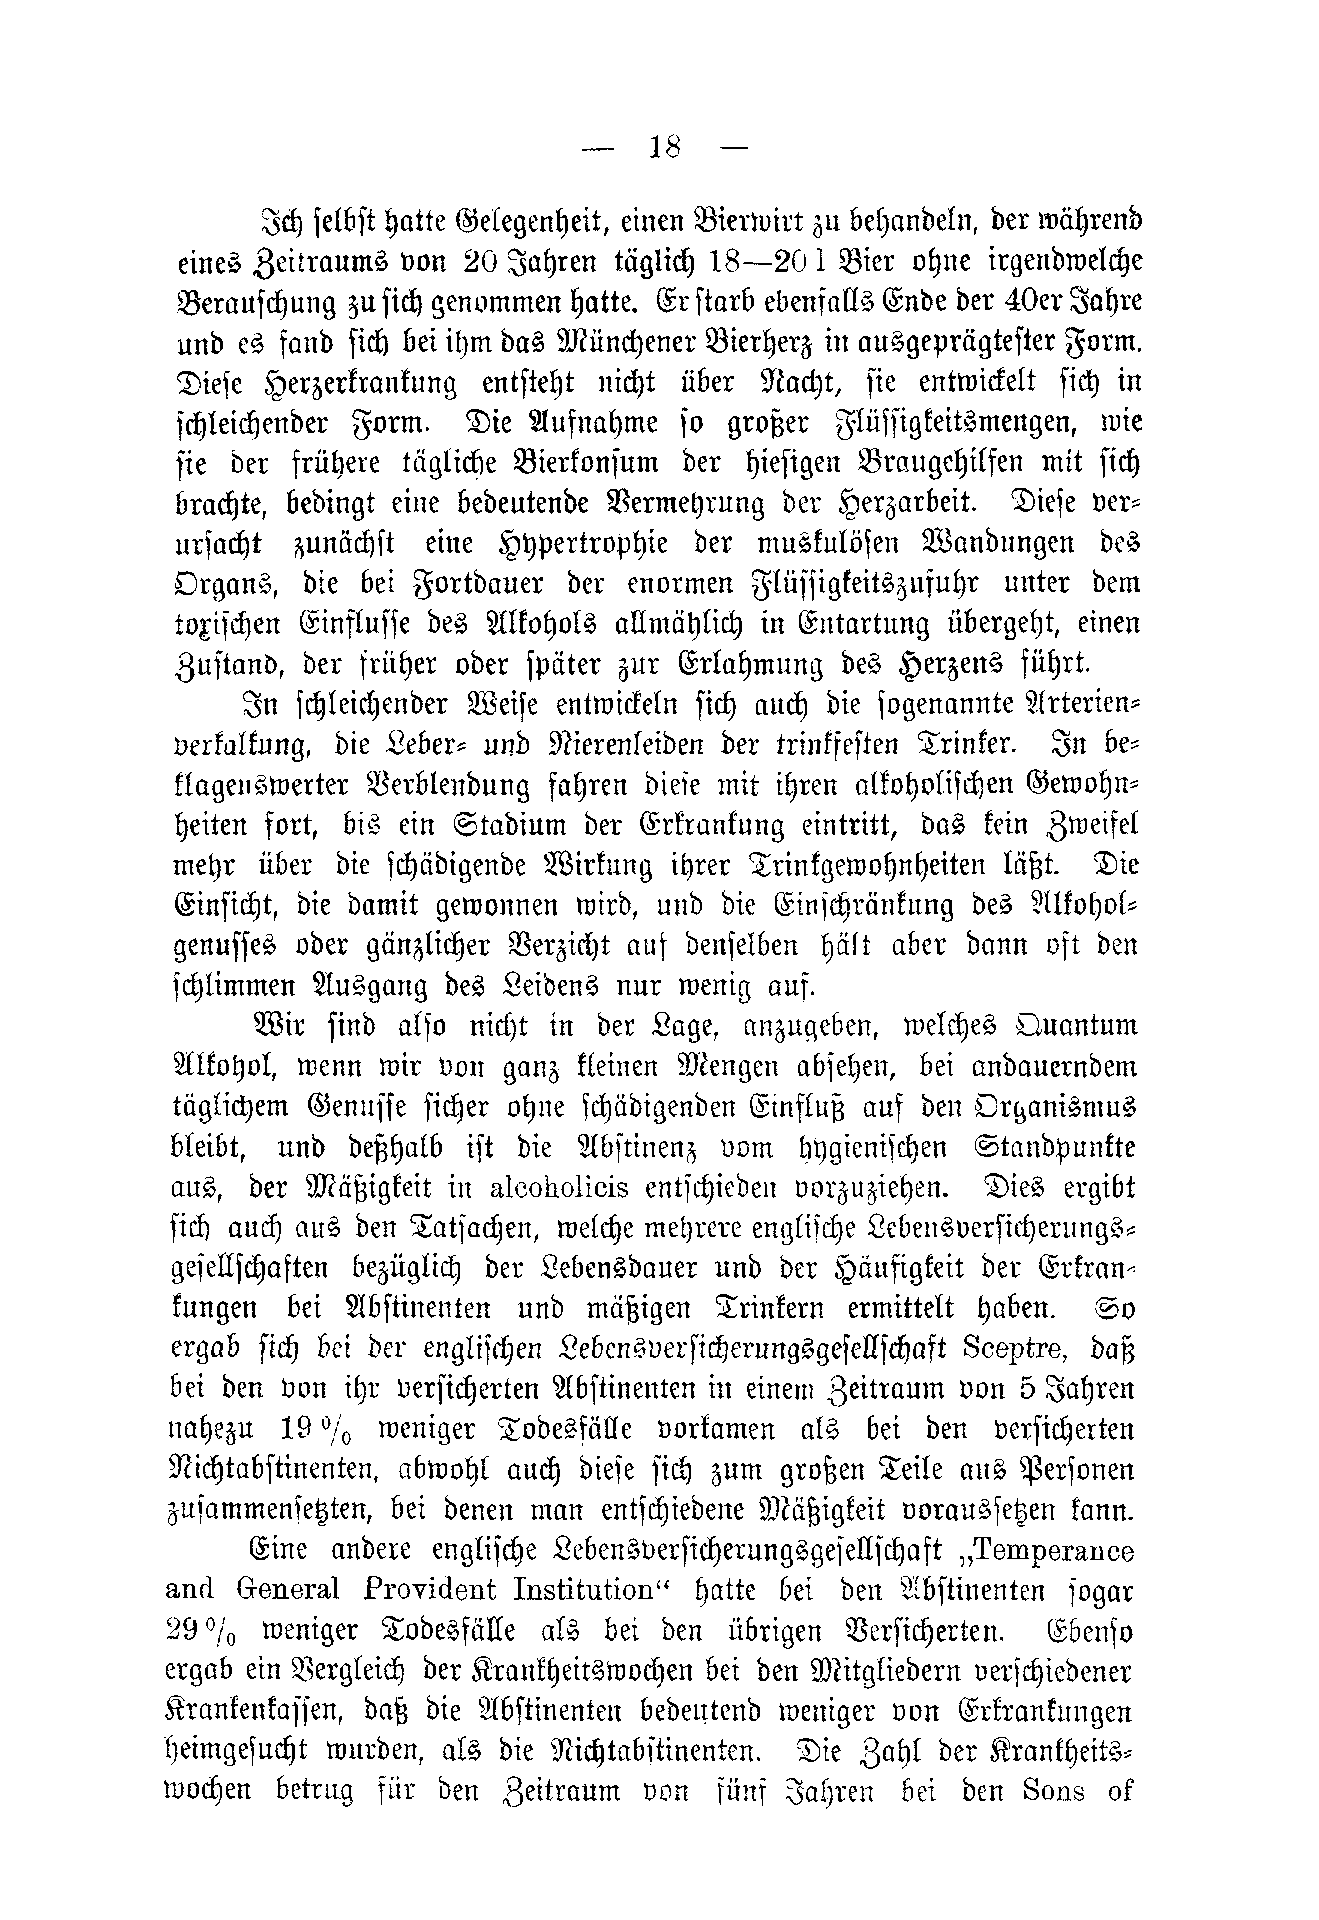 — 18 —
Ich selbst hatte Gelegenheit, einen Bierwirt zu behandeln, der während
eines Zeitraums von 20 Jahren täglich 18—20 l Bier ohne irgendwelche
Berauschung zu sich genommen hatte. Er starb ebenfalls Ende der 40er Jahre
und es fand sich bei ihm das Münchener Bierherz in ausgeprägtester Form.
Diese Herzerkrankung entsteht nicht über Nacht, sie entwickelt sich in
schleichender Form. Die Aufnahme so großer Flüssigkeitsmengen, wie
sie der frühere tägliche Bierkonsum der hiesigen Braugehilfen mit sich
brachte, bedingt eine bedeutende Vermehrung der Herzarbeit. Diese ver-
ursacht zunächst eine Hypertrophie der muskulösen Wandungen des
Organs, die bei Fortdauer der enormen Flüssigkeitszufuhr unter dem
toxischen Einflusse des Alkohols allmählich in Entartung übergeht, einen
Zustand, der früher oder später zur Erlahmung des Herzens führt.
In schleichender Weise entwickeln sich auch die sogenannte Arterien-
verkalkung, die Leber- und Nierenleiden der trinkfesten Trinker. In be-
klagenswerter Verblendung fahren diese mit ihren alkoholischen Gewohn-
heiten fort, bis ein Stadium der Erkrankung eintritt, das kein Zweifel
mehr über die schädigende Wirkung ihrer Trinkgewohnheiten läßt. Die
Einsicht, die damit gewonnen wird, und die Einschränkung des Alkohol-
genusses oder gänzlicher Verzicht auf denselben hält aber dann oft den
schlimmen Ausgang des Leidens nur wenig auf.
Wir sind also nicht in der Lage, anzugeben, welches Quantum
Alkohol, wenn wir von ganz kleinen Mengen absehen, bei andauerndem
täglichem Genusse sicher ohne schädigenden Einfluß auf den Organismus
bleibt, und deßhalb ist die Abstinenz vom hygienischen Standpunkte
aus, der Mäßigkeit in alcoholicis entschieden vorzuziehen. Dies ergibt
sich auch aus den Tatsachen, welche mehrere englische Lebensversicherungs-
gesellschaften bezüglich der Lebensdauer und der Häufigkeit der Erkran-
kungen bei Abstinenten und mäßigen Trinkern ermittelt haben. So
ergab sich bei der englischen Lebensversicherungsgesellschaft Sceptre, daß
bei den von ihr versicherten Abstinenten in einem Zeitraum von 5 Jahren
nahezu 19 % weniger Todesfälle vorkamen als bei den versicherten
Nichtabstinenten, abwohl auch diese sich zum großen Teile aus Personen
zusammensetzten, bei denen man entschiedene Mäßigkeit voraussetzen kann.
Eine andere englische Lebensversicherungsgesellschaft „Temperance
and General Provident Institution“ hatte bei den Abstinenten sogar
29 % weniger Todesfälle als bei den übrigen Versicherten. Ebenso
ergab ein Vergleich der Krankheitswochen bei den Mitgliedern verschiedener
Krankenkassen, daß die Abstinenten bedeutend weniger von Erkrankungen
heimgesucht wurden, als die Nichtabstinenten. Die Zahl der Krankheits-
wochen betrug für den Zeitraum von fünf Jahren bei den Sons of